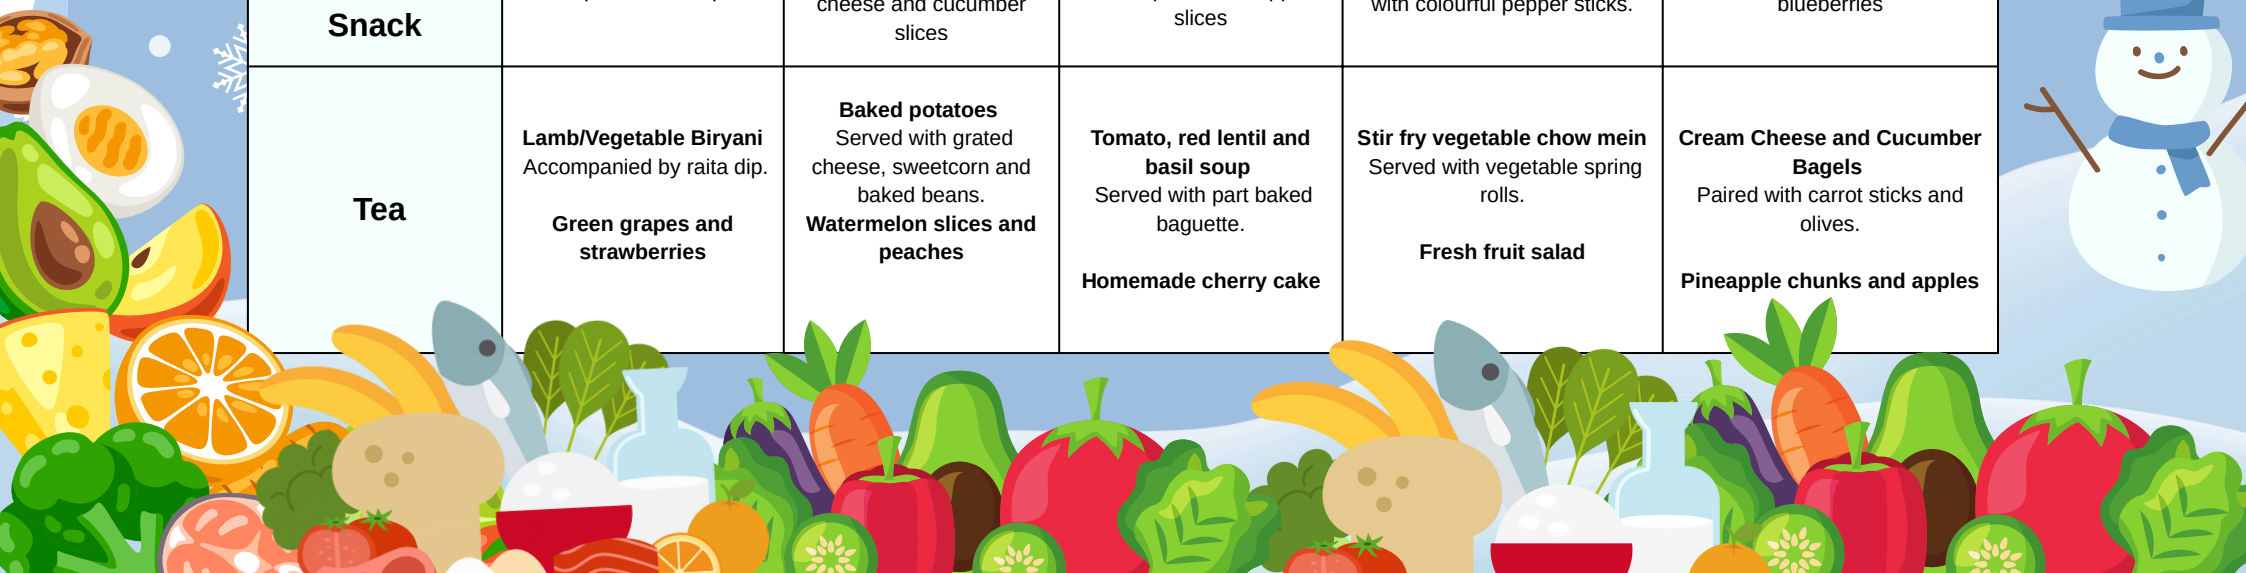 Snack
cheese and cucumber
slices
slices
with colourful pepper sticks.
blueberries
Tea
Lamb/Vegetable Biryani
Accompanied by raita dip.
Green grapes and
strawberries
Baked potatoes
Served with grated
cheese, sweetcorn and
baked beans.
Watermelon slices and
peaches
Tomato, red lentil and
basil soup
Served with part baked
baguette.
Homemade cherry cake
Stir fry vegetable chow mein
Served with vegetable spring
rolls.
Fresh fruit salad
Cream Cheese and Cucumber
Bagels
Paired with carrot sticks and
olives.
Pineapple chunks and apples